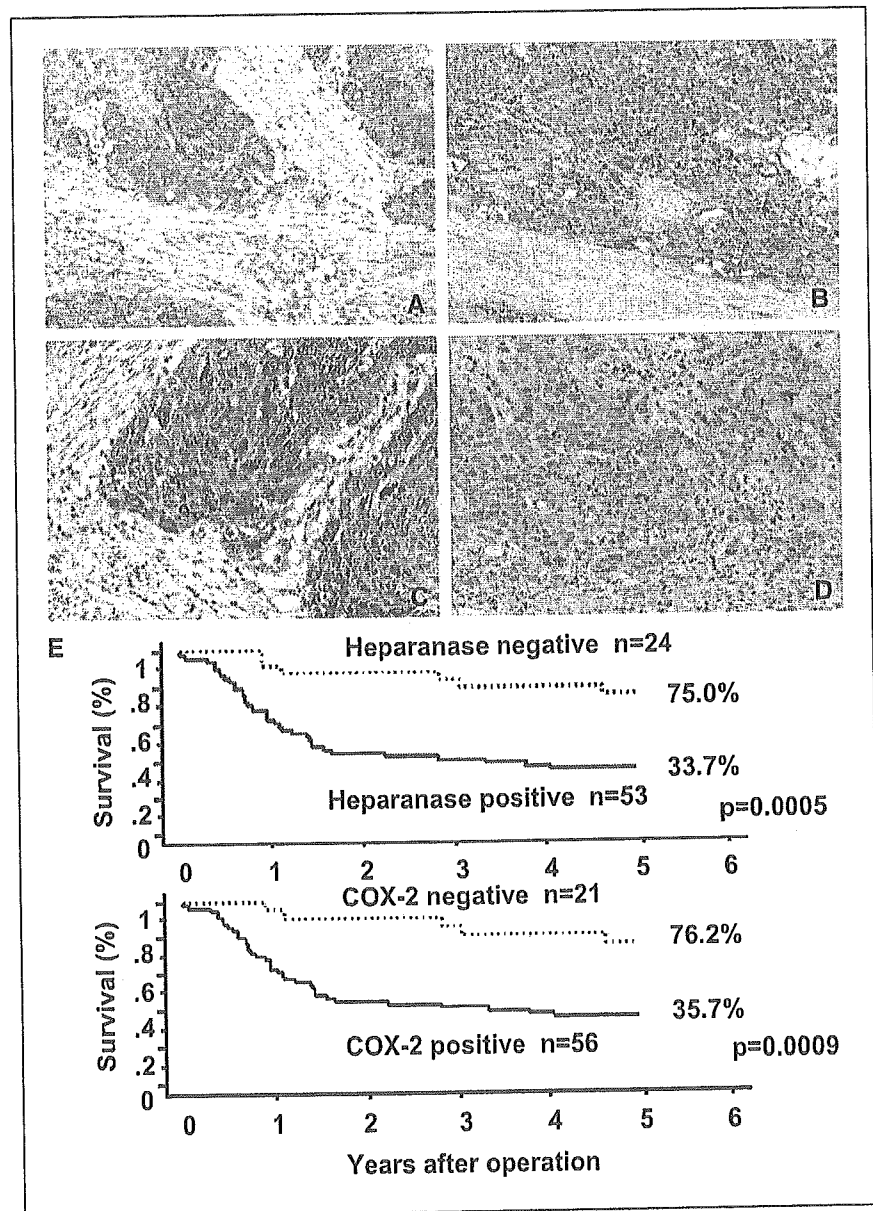 A
B
C
D
E
Heparanase negative n=24
75.0%
33.7%
Heparanase positive n=53
p=0.0005
Survival (%)
1
.8
.6
.4
.2
0
0 1 2 3 4 5 6
COX-2 negative n=21
76.2%
35.7%
COX-2 positive n=56
p=0.0009
Survival (%)
1
.8
.6
.4
.2
0
0 1 2 3 4 5 6
Years after operation